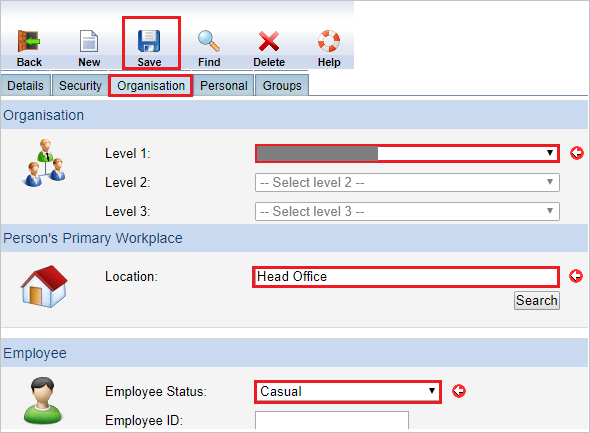 Back New Save Find Delete Help
Details Security Organisation Personal Groups
Organisation
Level 1:
Level 2: -- Select level 2 --
Level 3: -- Select level 3 --
Person's Primary Workplace
Location: Head Office
Search
Employee
Employee Status: Casual
Employee ID: